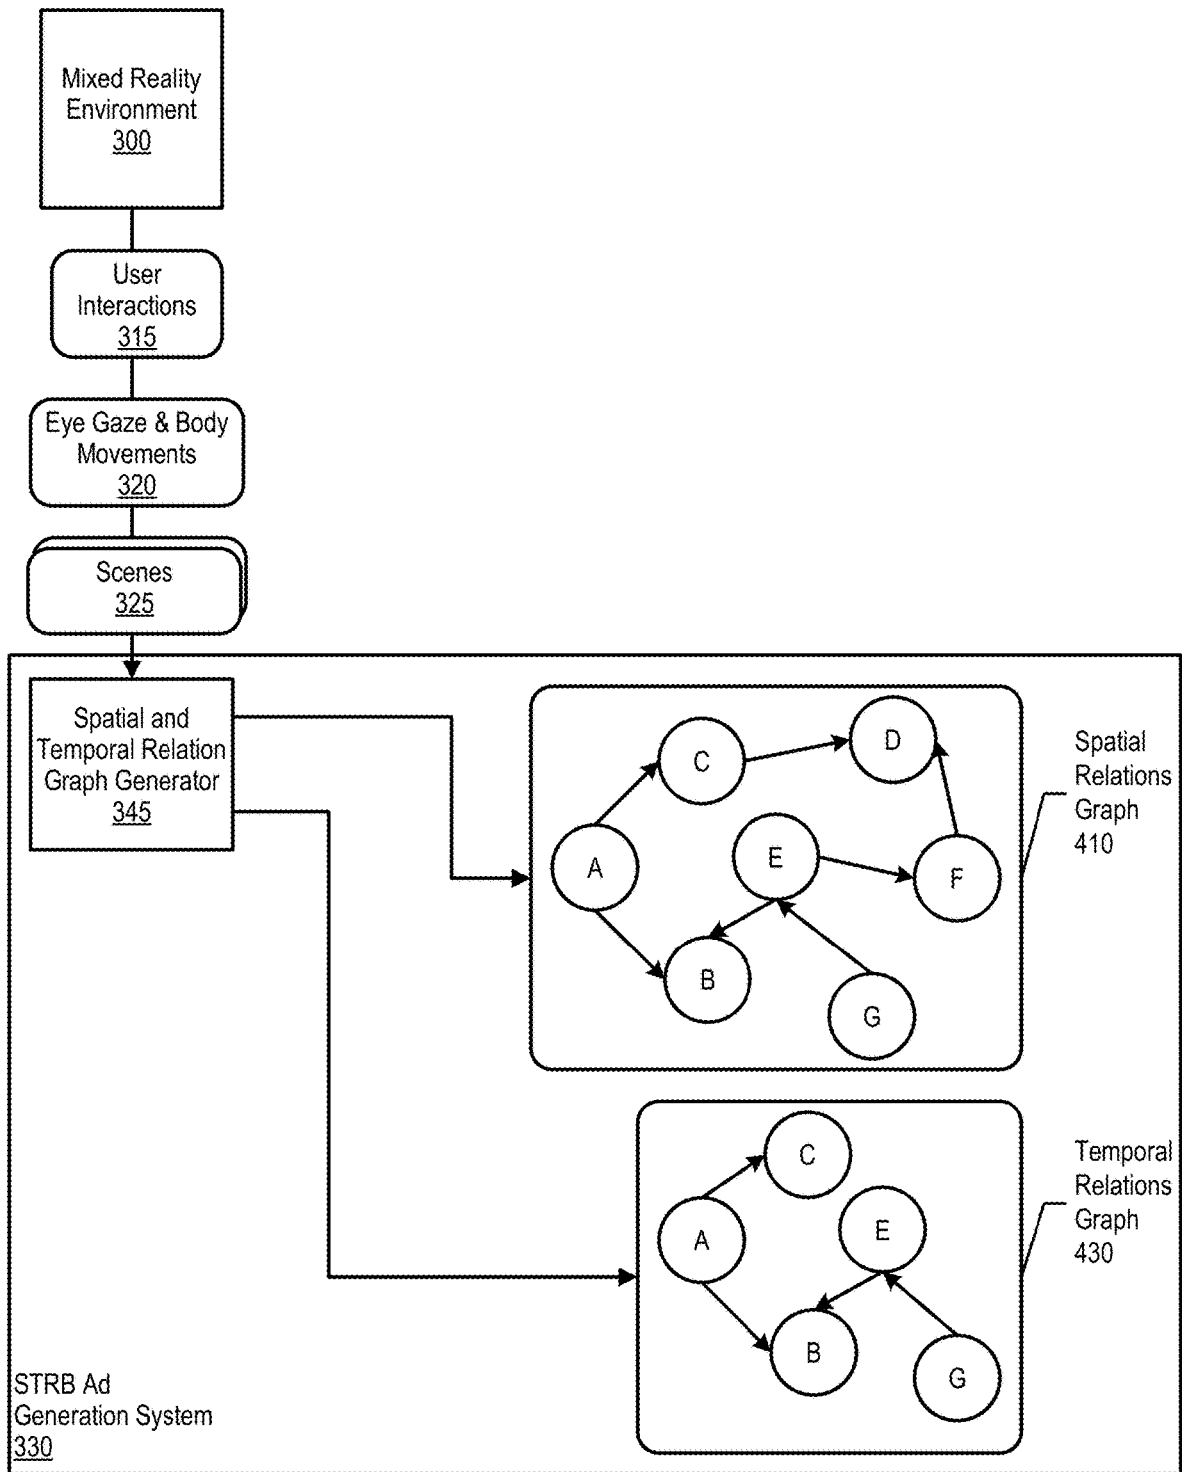 Mixed Reality
Environment
300
User
Interactions
315
Eye Gaze & Body
Movements
320
Scenes
325
Spatial and
Temporal Relation
Graph Generator
345
C
D
A
E
F
B
G
Spatial
Relations
Graph
410
C
A
E
B
G
Temporal
Relations
Graph
430
STRB Ad
Generation System
330